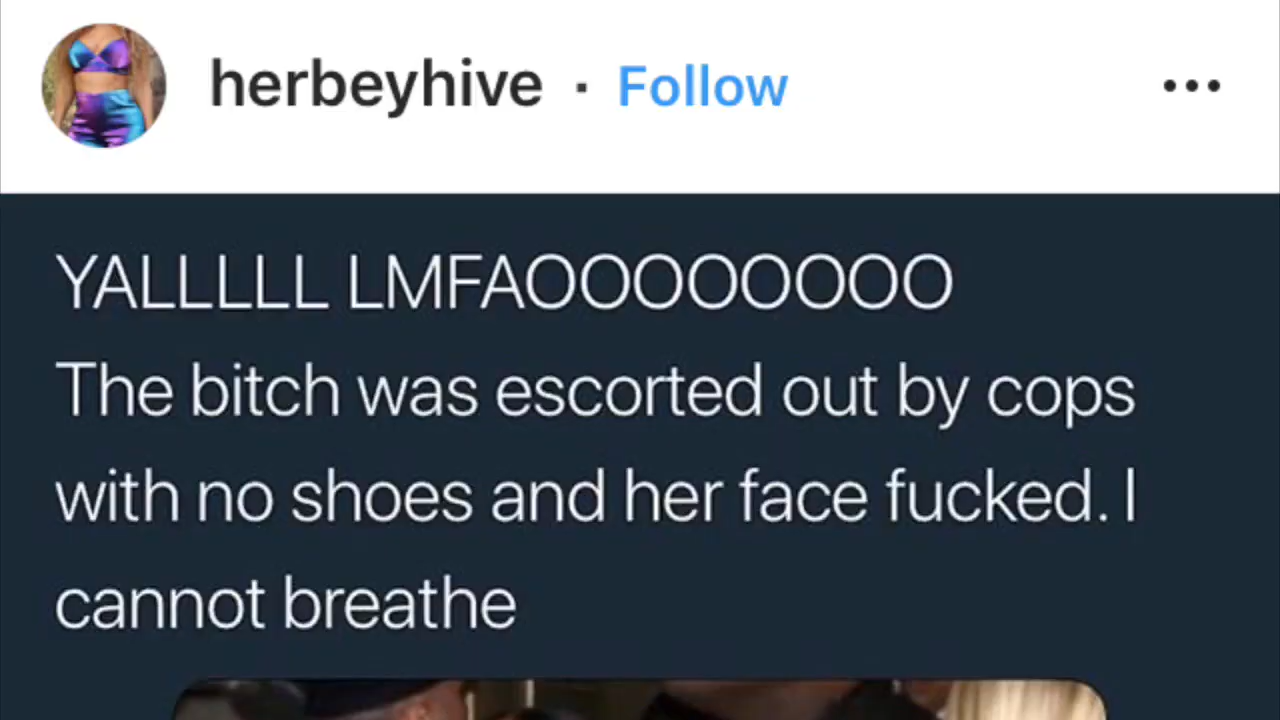 herbeyhive · Follow
YALLLLL LMFAOOOOOOOO
The bitch was escorted out by cops
with no shoes and her face fucked. I
cannot breathe